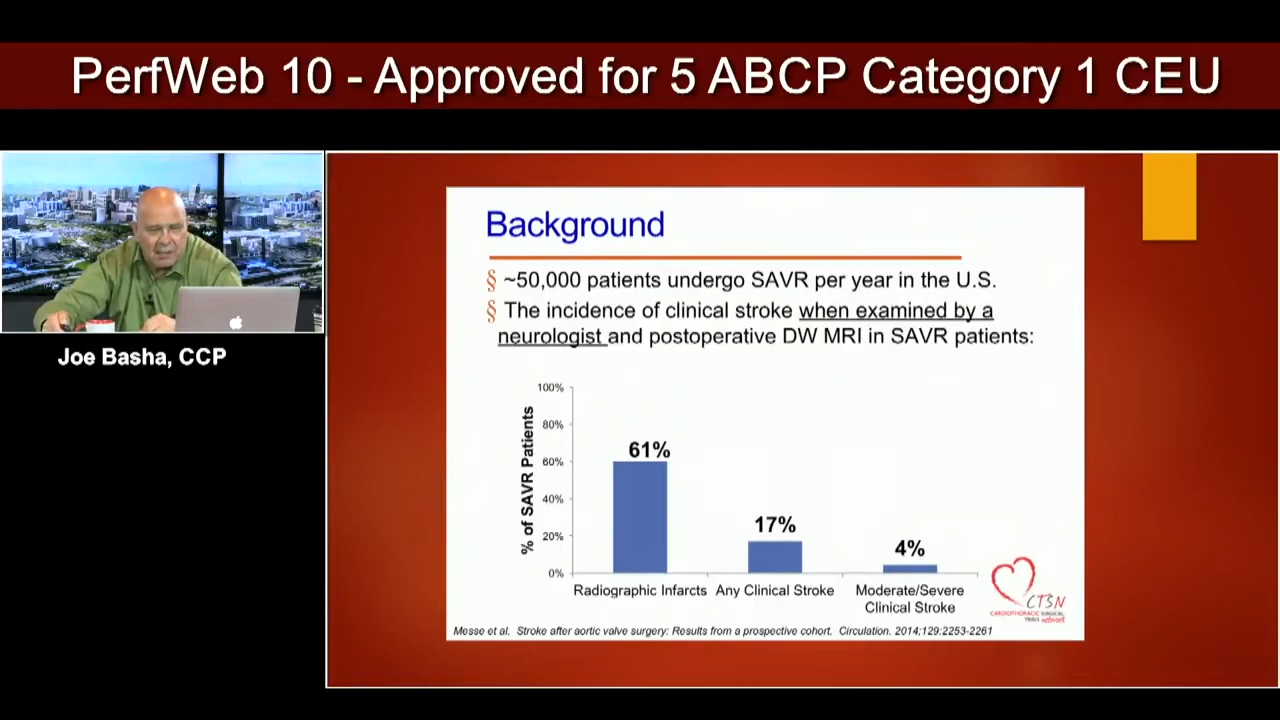 PerfWeb 10 - Approved for 5 ABCP Category 1 CEU
Joe Basha, CCP
Background
§ ~50,000 patients undergo SAVR per year in the U.S.
§ The incidence of clinical stroke when examined by a
neurologist and postoperative DW MRI in SAVR patients:
% of SAVR Patients
100%
80%
60%
40%
20%
0%
61%
17%
4%
Radiographic Infarcts
Any Clinical Stroke
Moderate/Severe
Clinical Stroke
CTSN
CARDIOTHORACIC SURGICAL
TRIALS network
Messe et al. Stroke after aortic valve surgery: Results from a prospective cohort. Circulation. 2014;129:2253-2261